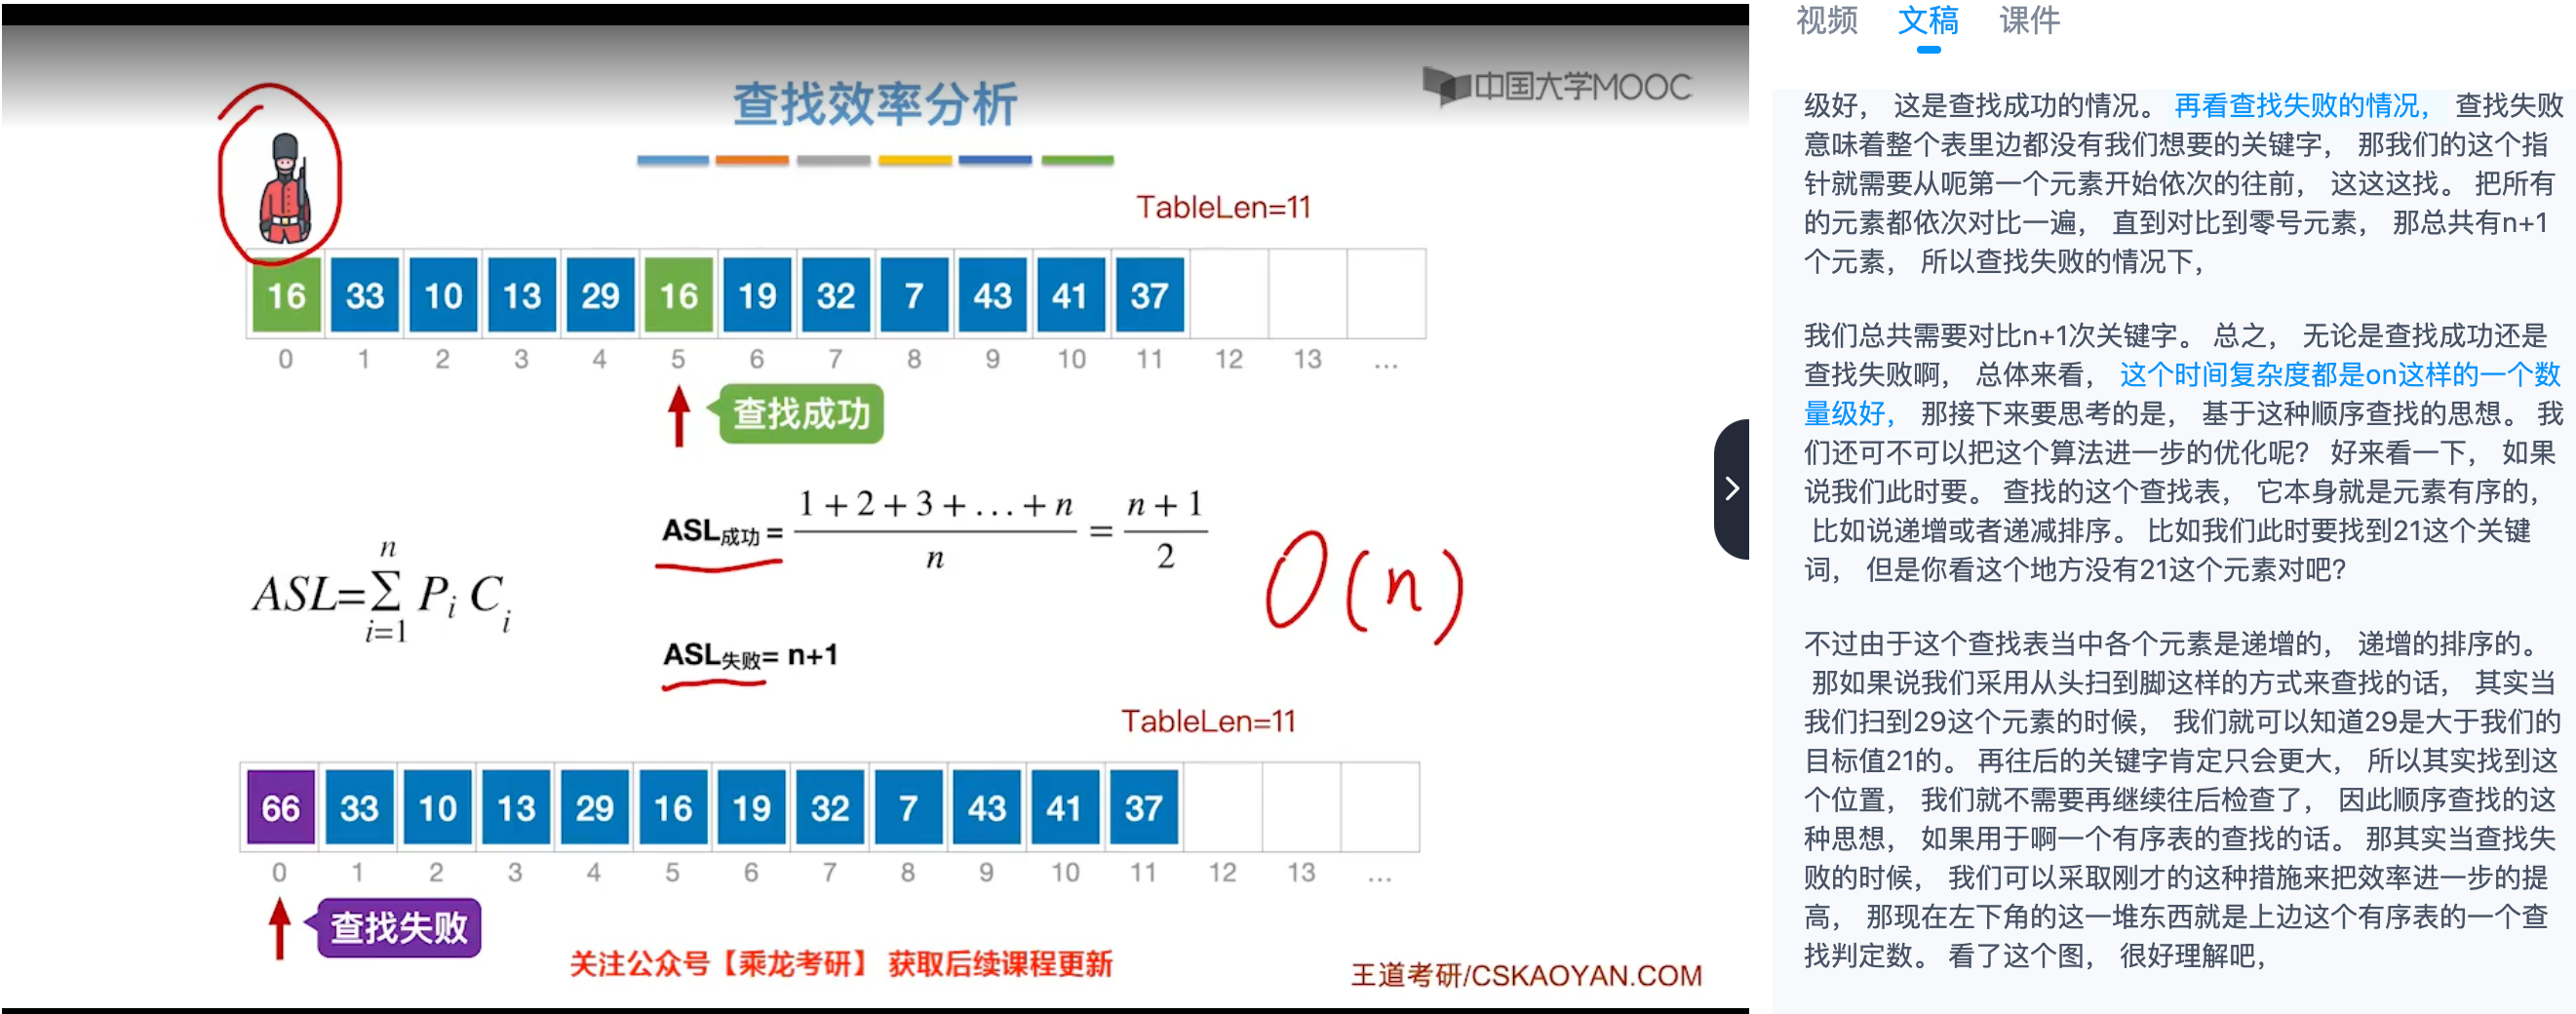 查找效率分析
中国大学MOOC
TableLen=11
16 33 10 13 29 16 19 32 7 43 41 37
0 1 2 3 4 5 6 7 8 9 10 11 12 13 ...
查找成功
ASL=∑ P_i C_i
n
i=1
ASL成功 = (1+2+3+...+n)/n = (n+1)/2
O(n)
ASL失败= n+1
TableLen=11
66 33 10 13 29 16 19 32 7 43 41 37
0 1 2 3 4 5 6 7 8 9 10 11 12 13 ...
查找失败
关注公众号【乘龙考研】 获取后续课程更新
王道考研/CSKAOYAN.COM
视频 文稿 课件
级好， 这是查找成功的情况。 再看查找失败的情况， 查找失败
意味着整个表里边都没有我们想要的关键字， 那我们的这个指
针就需要从呃第一个元素开始依次的往前， 这这这找。 把所有
的元素都依次对比一遍， 直到对比到零号元素， 那总共有n+1
个元素， 所以查找失败的情况下，
我们总共需要对比n+1次关键字。 总之， 无论是查找成功还是
查找失败啊， 总体来看， 这个时间复杂度都是on这样的一个数
量级好， 那接下来要思考的是， 基于这种顺序查找的思想。 我
们还可不可以把这个算法进一步的优化呢? 好来看一下， 如果
说我们此时要。 查找的这个查找表， 它本身就是元素有序的，
比如说递增或者递减排序。 比如我们此时要找到21这个关键
词， 但是你看这个地方没有21这个元素对吧?
不过由于这个查找表当中各个元素是递增的， 递增的排序的。
那如果说我们采用从头扫到脚这样的方式来查找的话， 其实当
我们扫到29这个元素的时候， 我们就可以知道29是大于我们的
目标值21的。 再往后的关键字肯定只会更大， 所以其实找到这
个位置， 我们就不需要再继续往后检查了， 因此顺序查找的这
种思想， 如果用于啊一个有序表的查找的话。 那其实当查找失
败的时候， 我们可以采取刚才的这种措施来把效率进一步的提
高， 那现在左下角的这一堆东西就是上边这个有序表的一个查
找判定数。 看了这个图， 很好理解吧，